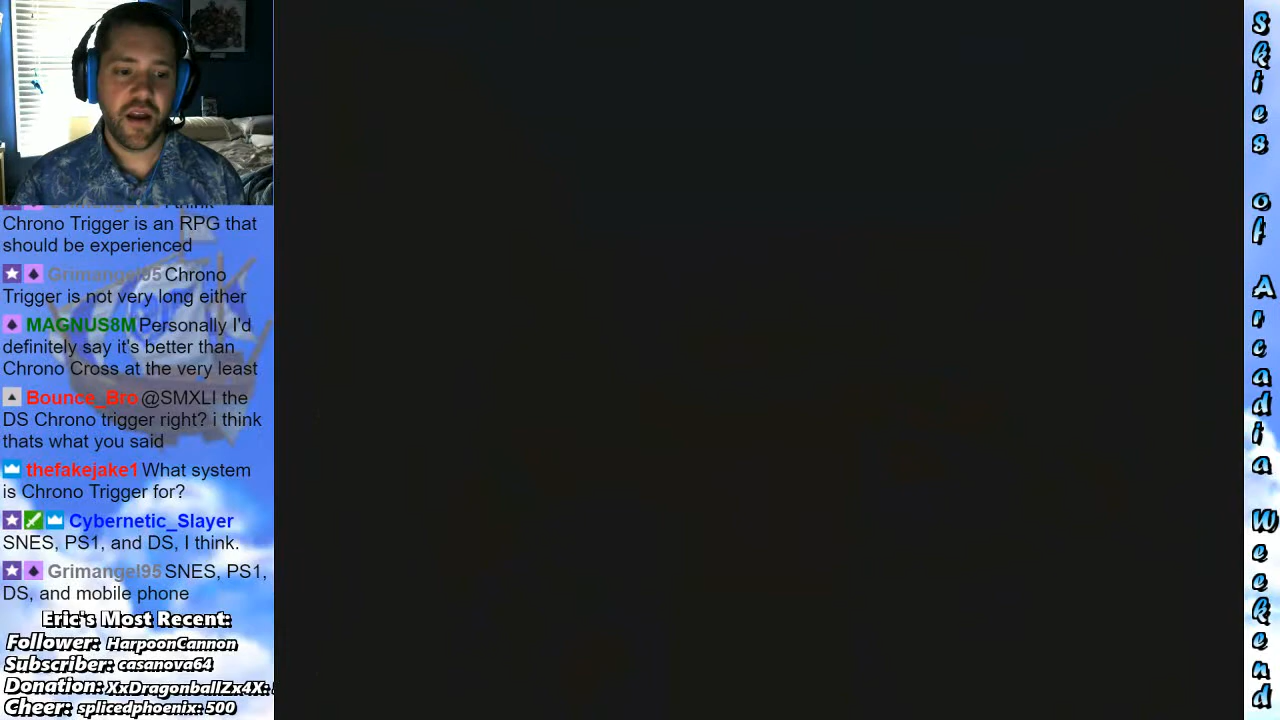 Chrono Trigger is an RPG that
should be experienced
Grimangel95 Chrono
Trigger is not very long either
MAGNUS8M Personally I'd
definitely say it's better than
Chrono Cross at the very least
Bounce_Bro @SMXLI the
DS Chrono trigger right? i think
thats what you said
thefakejake1 What system
is Chrono Trigger for?
Cybernetic_Slayer
SNES, PS1, and DS, I think.
Grimangel95 SNES, PS1,
DS, and mobile phone
Eric's Most Recent:
Follower: HarpoonCannon
Subscriber: casanova64
Donation: XxDragonballZx4X:
Cheer: splicedphoenix: 500
Skies of Arcadia Weekend